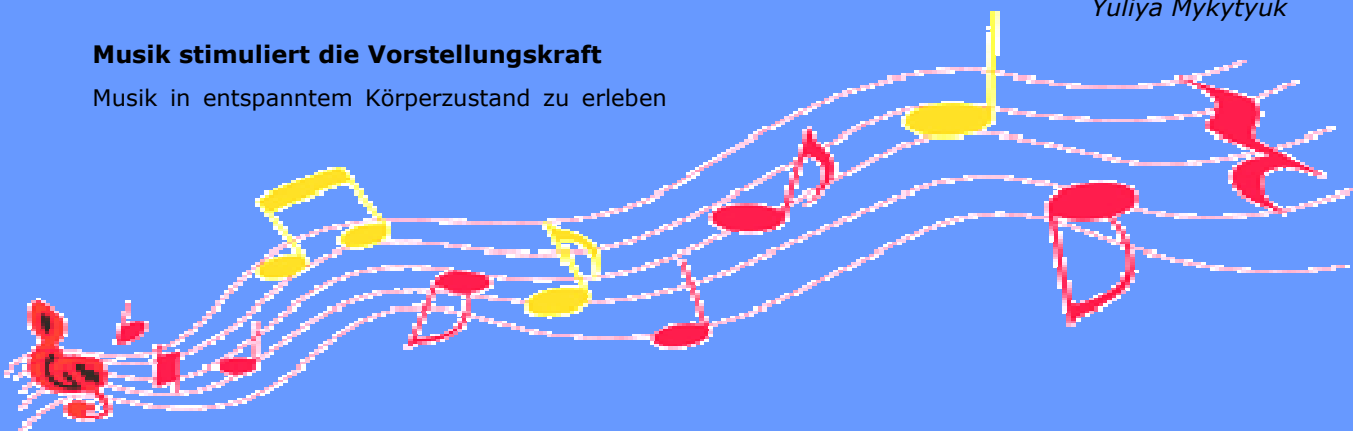 Yuliya Mykytyuk
Musik stimuliert die Vorstellungskraft
Musik in entspanntem Körperzustand zu erleben